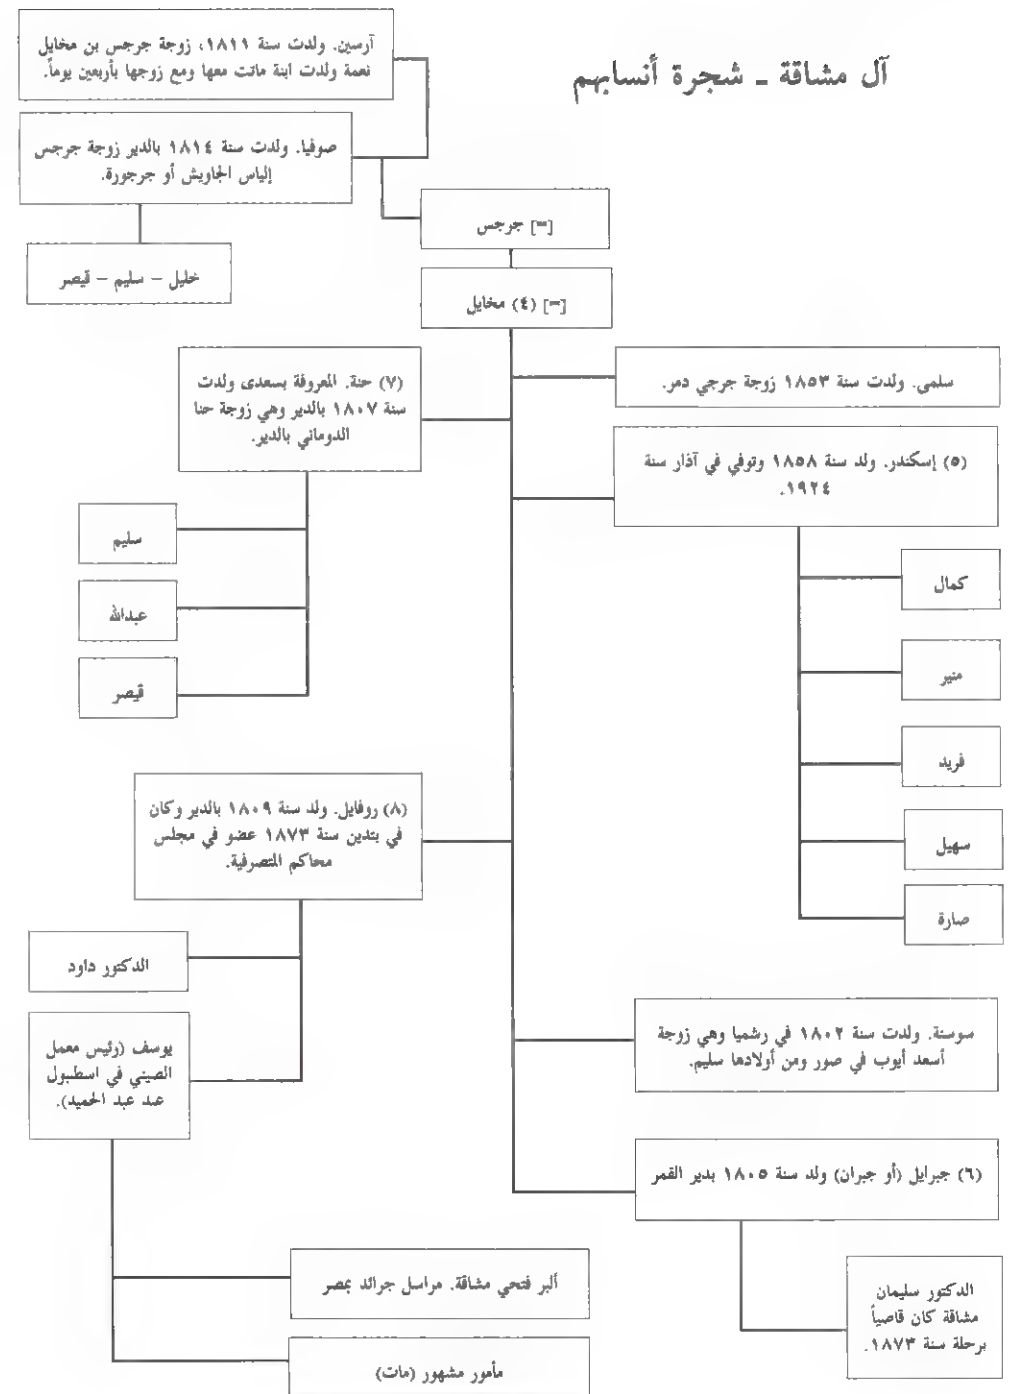 آل مشاقة ـ شجرة أنسابهم
آرسين. ولدت سنة ١٨١١، زوجة جرجس بن مخايل
نعمة ولدت ابنة ماتت معها ومع زوجها بأربعين يوماً.
صوفيا. ولدت سنة ١٨١٤ بالدير زوجة جرجس
إلياس الجاويش أو جرجورة.
خليل – سليم – قيصر
[=] جرجس
[=] (٤) مخايل
سلمى. ولدت سنة ١٨٥٣ زوجة جرجي دمر.
(٥) إسكندر. ولد سنة ١٨٥٨ وتوفي في آذار سنة
١٩٢٤.
كمال
منير
فريد
سهيل
صارة
(٧) حنة. المعروفة بسعدى ولدت
سنة ١٨٠٧ بالدير وهي زوجة حنا
الدوماني بالدير.
سليم
عبدالله
قيصر
(٨) روفايل. ولد سنة ١٨٠٩ بالدير وكان
في بتدين سنة ١٨٧٣ عضو في مجلس
محاكم المتصرفية.
الدكتور داود
يوسف (رئيس معمل
الصيني في اسطبول
عند عبد الحميد).
ألبر فتحي مشاقة. مراسل جرائد بمصر
مأمور مشهور (مات)
سوسنة. ولدت سنة ١٨٠٢ في رشميا وهي زوجة
أسعد أيوب في صور ومن أولادها سليم.
(٦) جبرايل (أو جبران) ولد سنة ١٨٠٥ بدير القمر
الدكتور سليمان
مشاقة كان قاصياً
برحلة سنة ١٨٧٣.